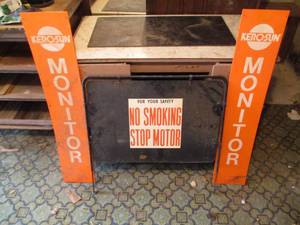 KEROSUN
MONITOR
FOR YOUR SAFETY
NO SMOKING
STOP MOTOR
KEROSUN
MONITOR